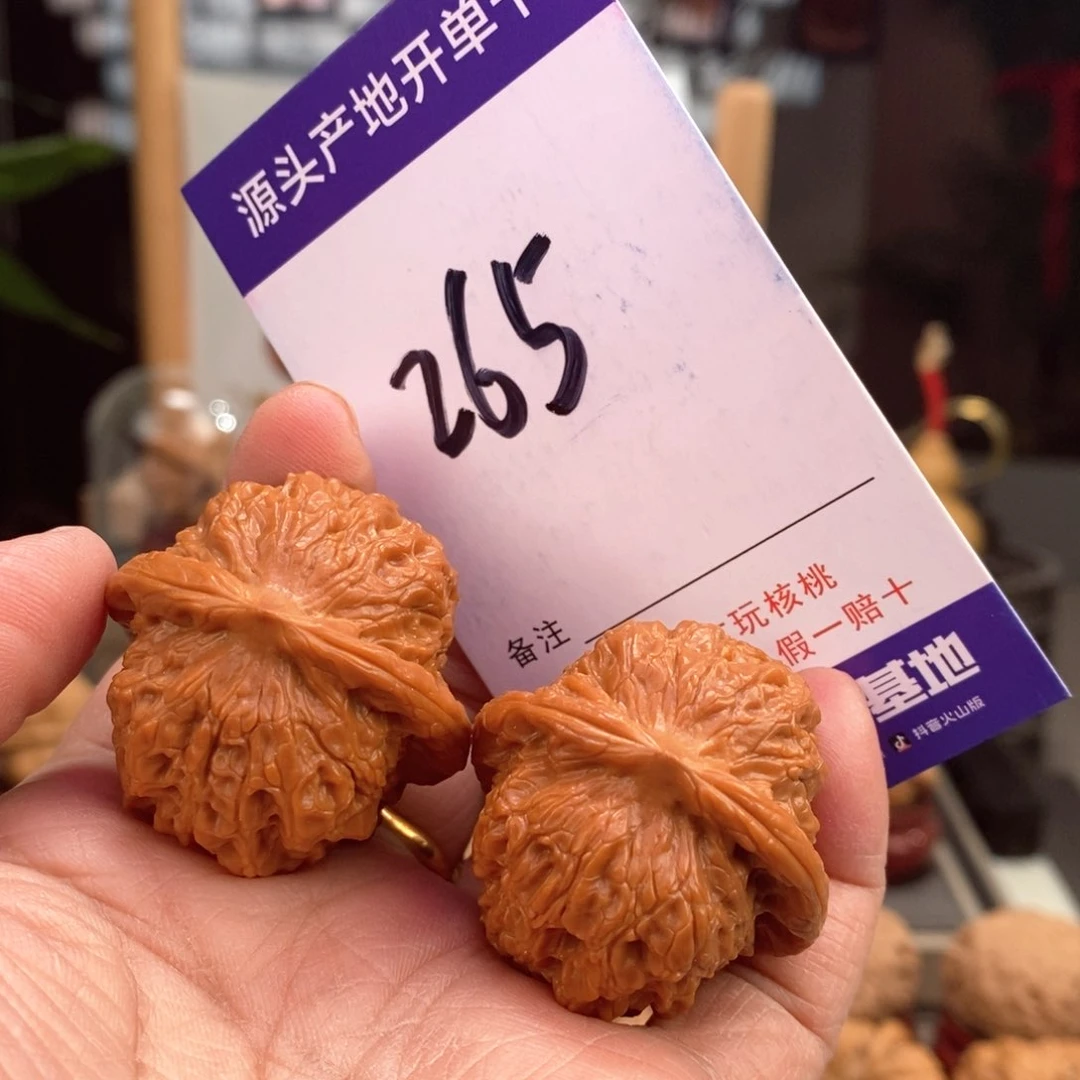 源头产地开单
265
备注
玩核桃
假一赔十
基地
抖音火山版